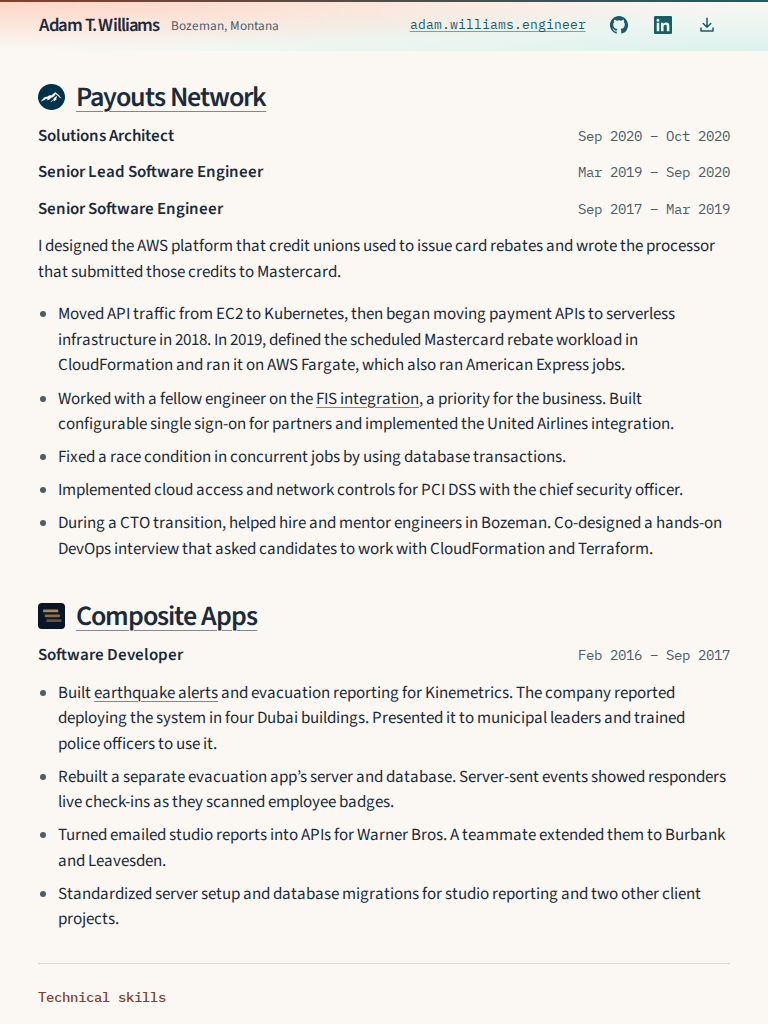 Adam T. Williams Bozeman, Montana adam.williams.engineer
Payouts Network
Solutions Architect Sep 2020 – Oct 2020
Senior Lead Software Engineer Mar 2019 – Sep 2020
Senior Software Engineer Sep 2017 – Mar 2019
I designed the AWS platform that credit unions used to issue card rebates and wrote the processor
that submitted those credits to Mastercard.
Moved API traffic from EC2 to Kubernetes, then began moving payment APIs to serverless
infrastructure in 2018. In 2019, defined the scheduled Mastercard rebate workload in
CloudFormation and ran it on AWS Fargate, which also ran American Express jobs.
Worked with a fellow engineer on the FIS integration, a priority for the business. Built
configurable single sign-on for partners and implemented the United Airlines integration.
Fixed a race condition in concurrent jobs by using database transactions.
Implemented cloud access and network controls for PCI DSS with the chief security officer.
During a CTO transition, helped hire and mentor engineers in Bozeman. Co-designed a hands-on
DevOps interview that asked candidates to work with CloudFormation and Terraform.
Composite Apps
Software Developer Feb 2016 – Sep 2017
Built earthquake alerts and evacuation reporting for Kinemetrics. The company reported
deploying the system in four Dubai buildings. Presented it to municipal leaders and trained
police officers to use it.
Rebuilt a separate evacuation app’s server and database. Server-sent events showed responders
live check-ins as they scanned employee badges.
Turned emailed studio reports into APIs for Warner Bros. A teammate extended them to Burbank
and Leavesden.
Standardized server setup and database migrations for studio reporting and two other client
projects.
Technical skills